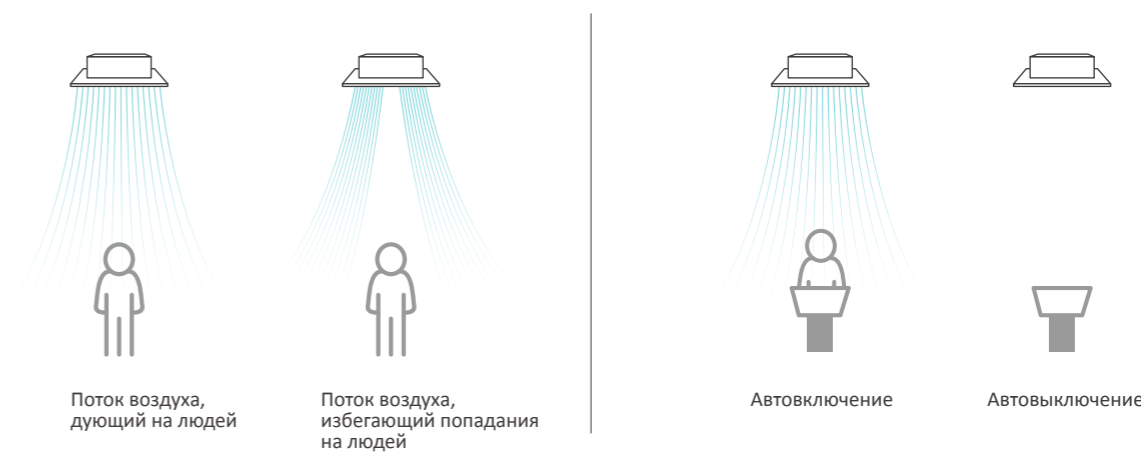 Поток воздуха,
дующий на людей
Поток воздуха,
избегающий попадания
на людей
Автовключение
Автовыключение